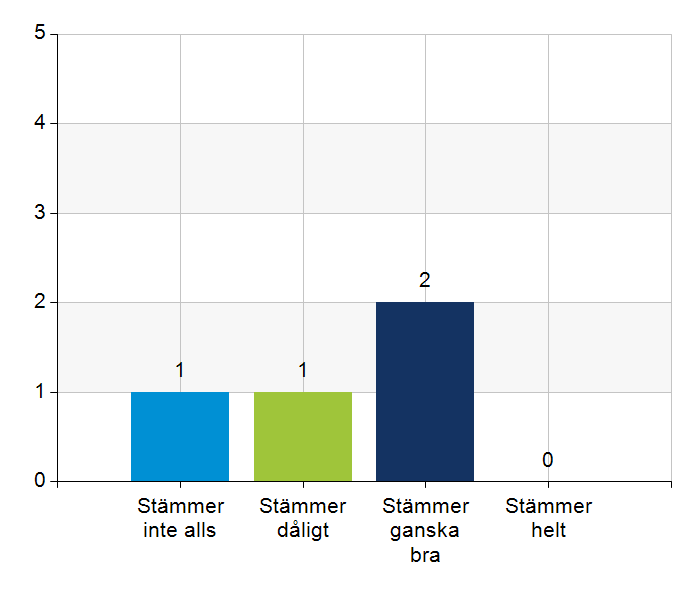 5
4
3
2
1
0
1
1
2
0
Stämmer
inte alls
Stämmer
dåligt
Stämmer
ganska
bra
Stämmer
helt